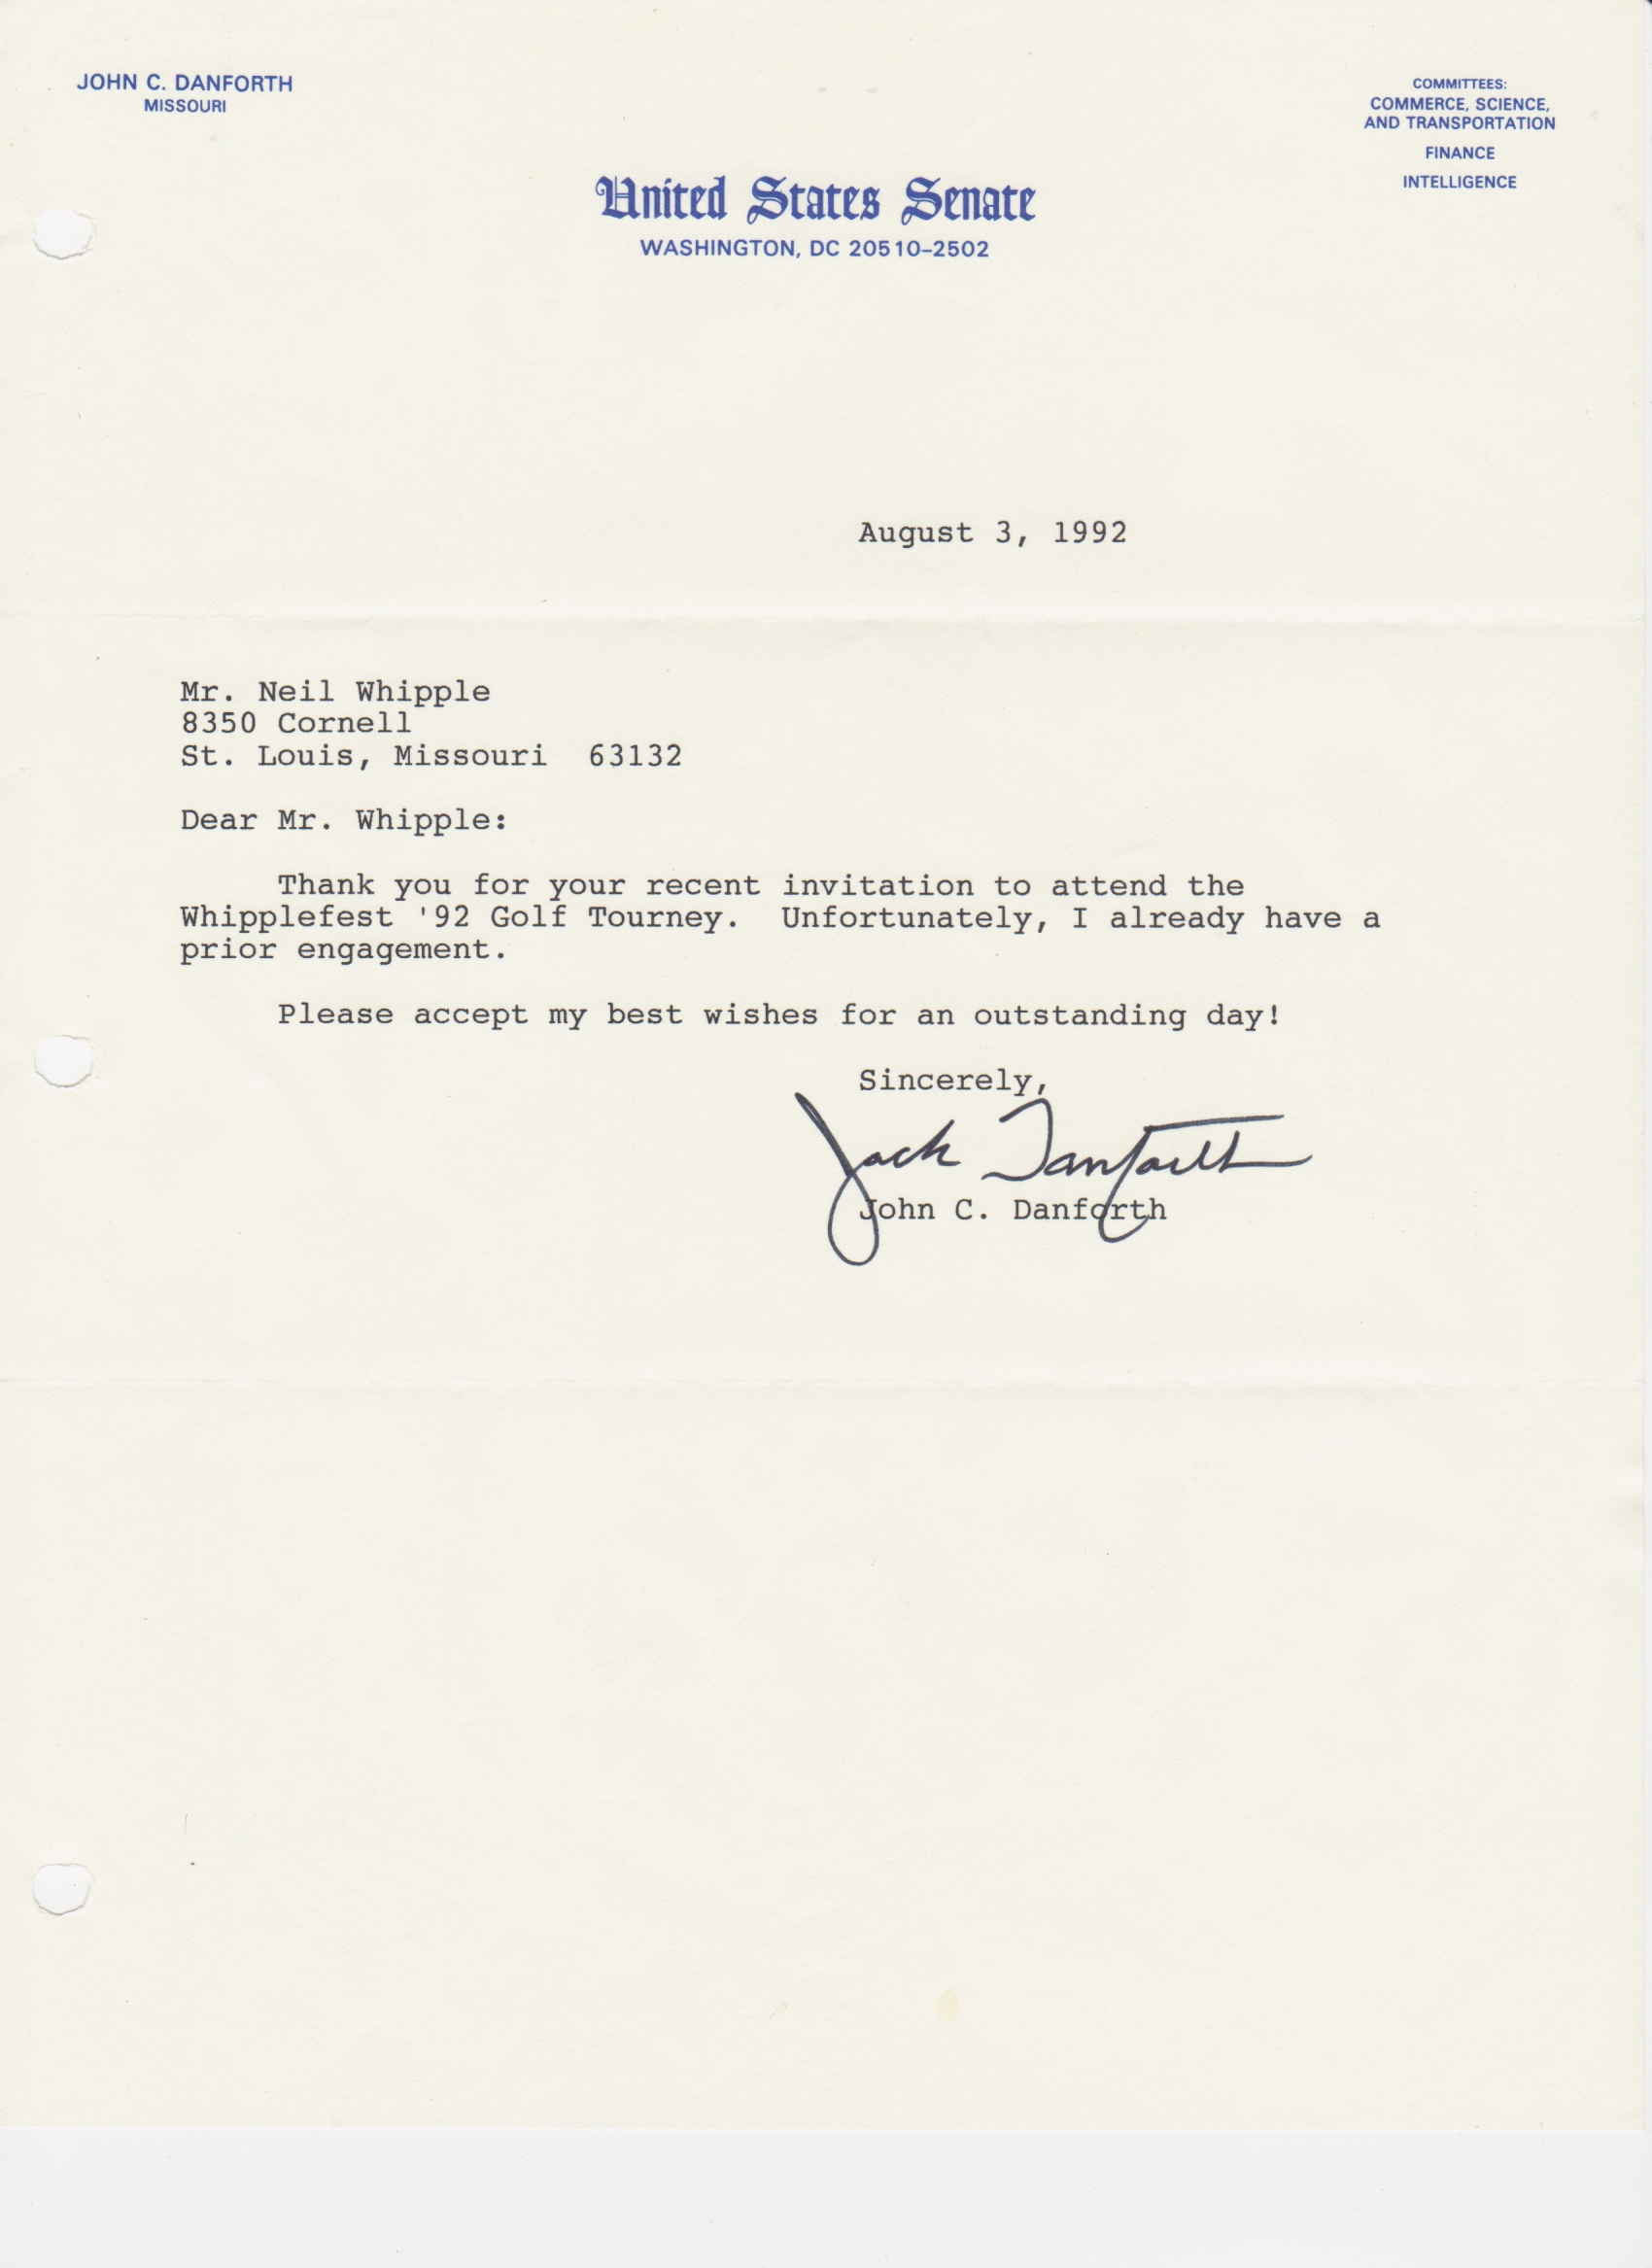 JOHN C. DANFORTH
MISSOURI
COMMITTEES:
COMMERCE, SCIENCE,
AND TRANSPORTATION
FINANCE
INTELLIGENCE
United States Senate
WASHINGTON, DC 20510–2502
August 3, 1992
Mr. Neil Whipple
8350 Cornell
St. Louis, Missouri  63132
Dear Mr. Whipple:
Thank you for your recent invitation to attend the
Whipplefest '92 Golf Tourney.  Unfortunately, I already have a
prior engagement.
Please accept my best wishes for an outstanding day!
Sincerely,
Jack Danforth
John C. Danforth